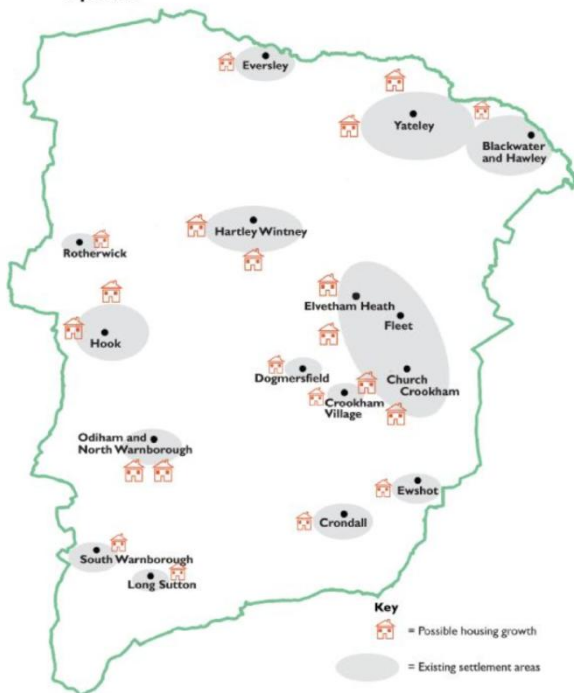 Eversley
Yateley
Blackwater
and Hawley
Hartley Wintney
Rotherwick
Elvetham Heath
Fleet
Hook
Dogmersfield
Church
Crookham
Crookham
Village
Odiham and
North Warnborough
Ewshot
Crondall
South Warnborough
Long Sutton
Key
= Possible housing growth
= Existing settlement areas